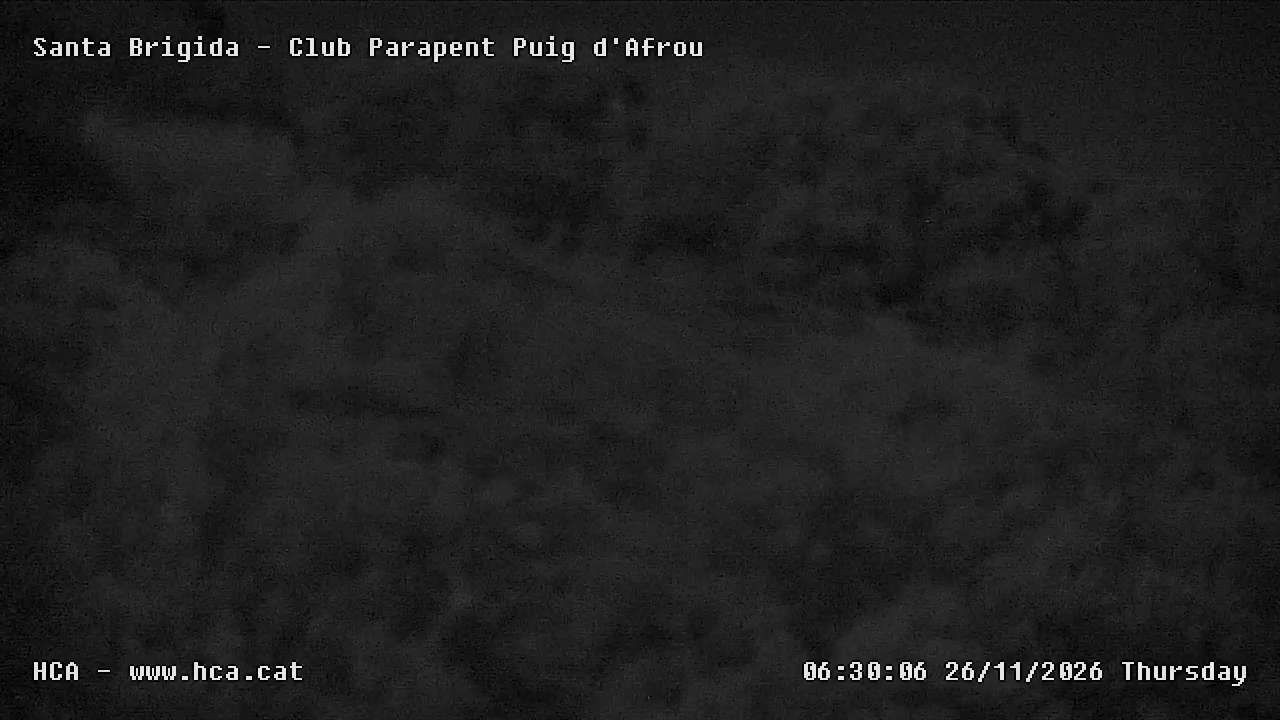 Santa Brigida - Club Parapent Puig d'Afrou
HCA - www.hca.cat
06:30:06 26/11/2026 Thursday